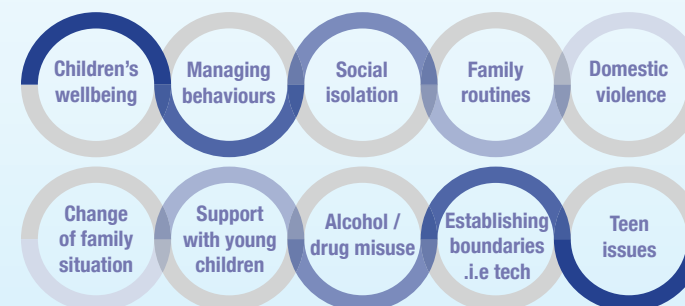 Children's
wellbeing
Managing
behaviours
Social
isolation
Family
routines
Domestic
violence
Change
of family
situation
Support
with young
children
Alcohol /
drug misuse
Establishing
boundaries
.i.e tech
Teen
issues